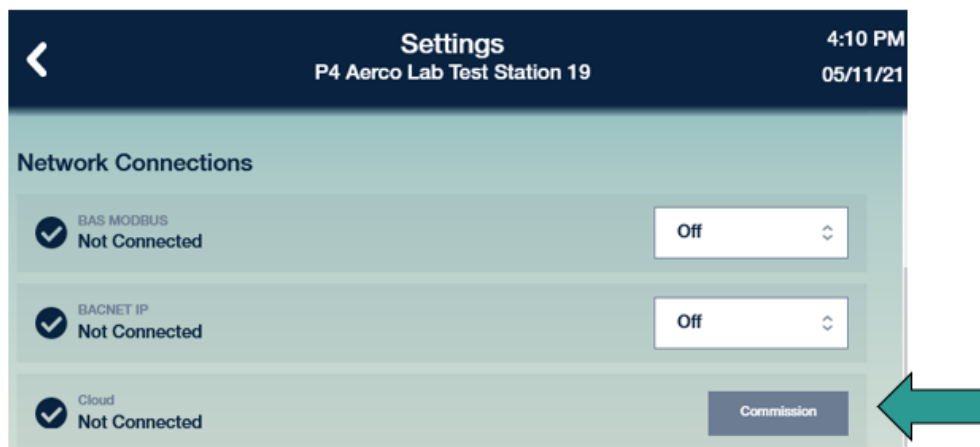 Settings
4:10 PM
P4 Aerco Lab Test Station 19
05/11/21
Network Connections
BAS MODBUS
Not Connected
Off
BACNET IP
Not Connected
Off
Cloud
Not Connected
Commission